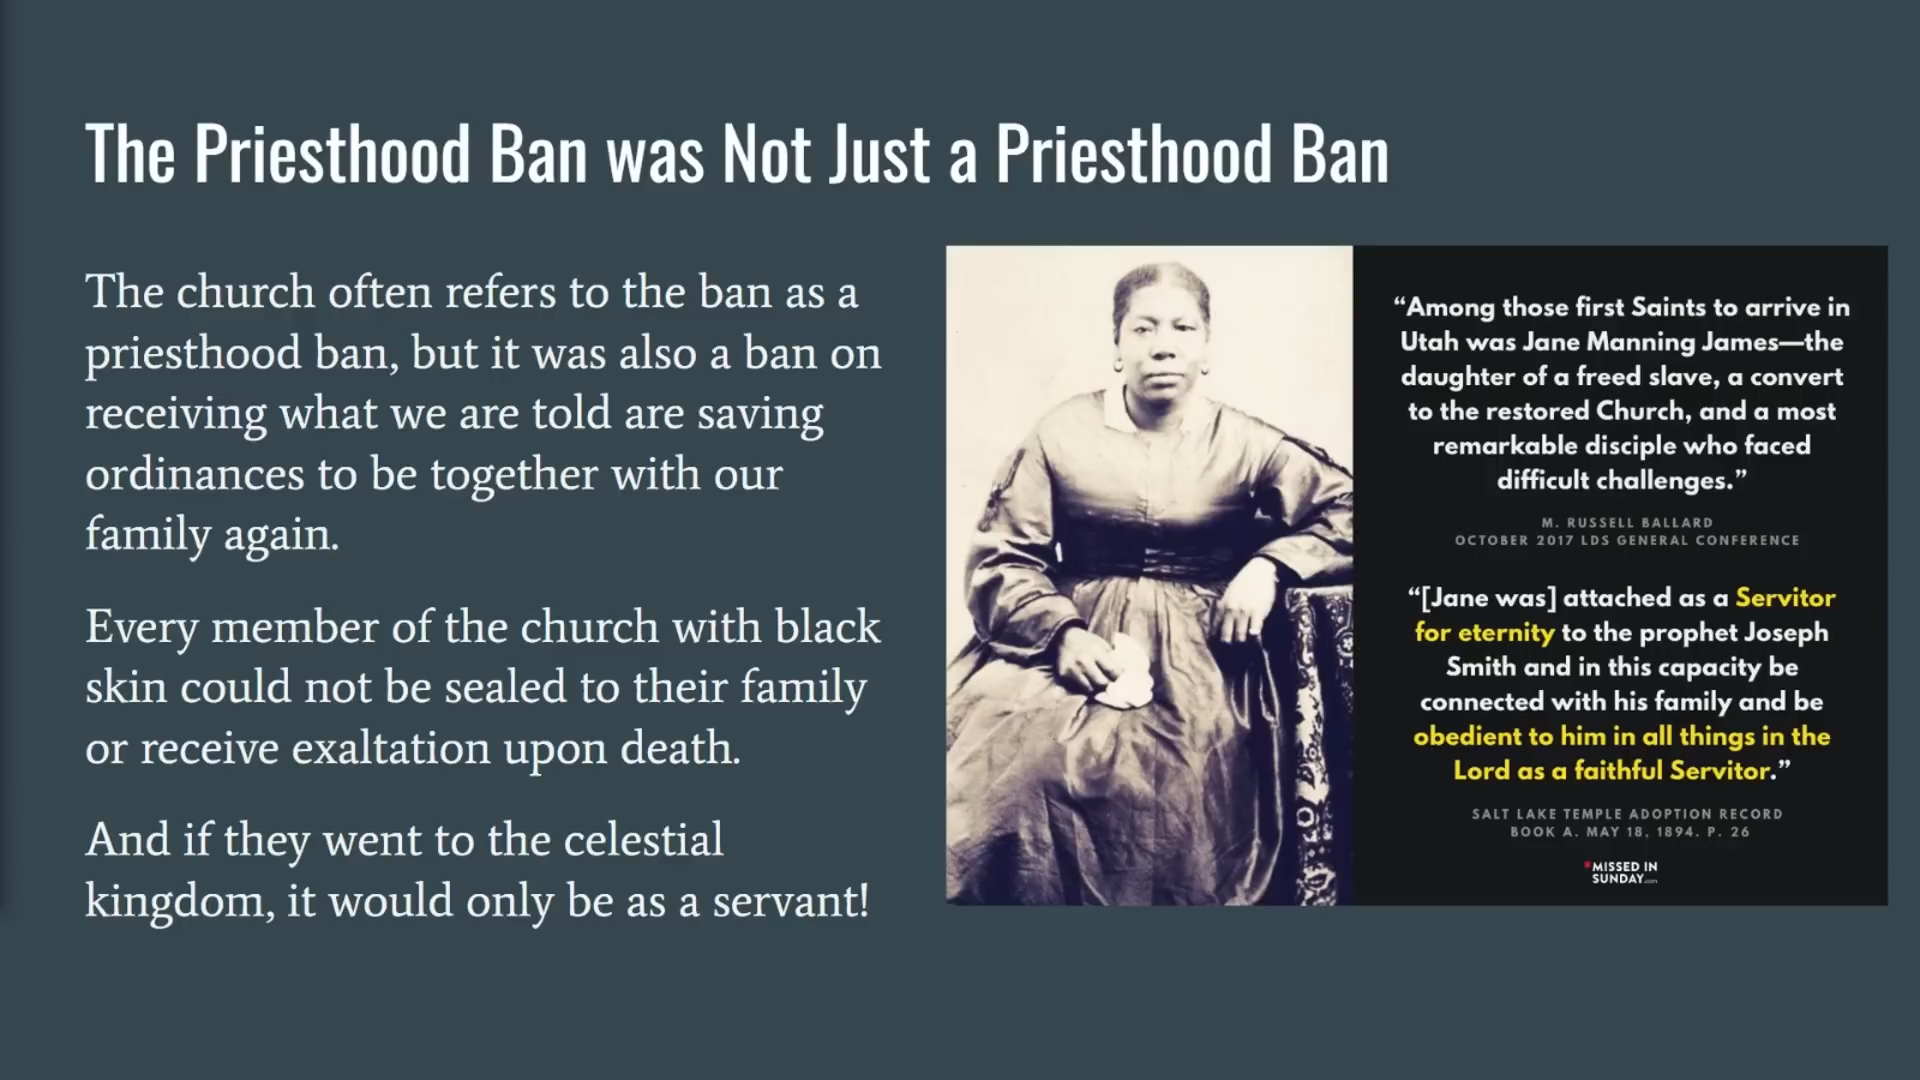 The Priesthood Ban was Not Just a Priesthood Ban
The church often refers to the ban as a
priesthood ban, but it was also a ban on
receiving what we are told are saving
ordinances to be together with our
family again.
Every member of the church with black
skin could not be sealed to their family
or receive exaltation upon death.
And if they went to the celestial
kingdom, it would only be as a servant!
“Among those first Saints to arrive in
Utah was Jane Manning James—the
daughter of a freed slave, a convert
to the restored Church, and a most
remarkable disciple who faced
difficult challenges.”
M. RUSSELL BALLARD
OCTOBER 2017 LDS GENERAL CONFERENCE
“[Jane was] attached as a Servitor
for eternity to the prophet Joseph
Smith and in this capacity be
connected with his family and be
obedient to him in all things in the
Lord as a faithful Servitor.”
SALT LAKE TEMPLE ADOPTION RECORD
BOOK A. MAY 18, 1894. P. 26
*MISSED IN
SUNDAY.com